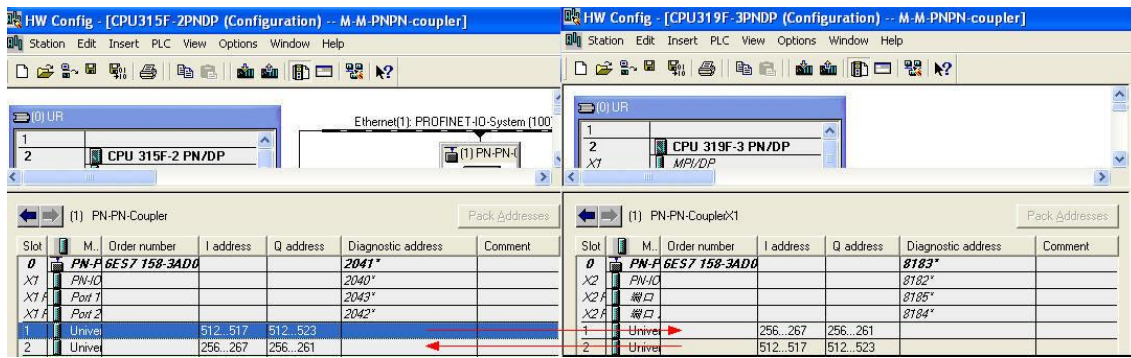 HW Config - [CPU315F-2PNDP (Configuration) -- M-M-PNPN-coupler]
Station Edit Insert PLC View Options Window Help
(0) UR
1
2 CPU 315F-2 PN/DP
Ethernet(1): PROFINET-IO-System (100)
(1) PN-PN-C
(1) PN-PN-Coupler
Pack Addresses
Slot M... Order number I address Q address Diagnostic address Comment
0 PN-P 6ES7 158-3AD0 2041*
X1 PN-IO 2040*
X1 P Port 1 2043*
X1 P Port 2 2042*
1 Univer 512...517 512...523
2 Univer 256...267 256...261
HW Config - [CPU319F-3PNDP (Configuration) -- M-M-PNPN-coupler]
Station Edit Insert PLC View Options Window Help
(0) UR
1
2 CPU 319F-3 PN/DP
X1 MPI/DP
(1) PN-PN-CouplerX1
Pack Addresses
Slot M... Order number I address Q address Diagnostic address Comment
0 PN-P 6ES7 158-3AD0 8183*
X2 PN-IO 8182*
X2 P 端口 8185*
X2 P 端口 8184*
1 Univer 256...267 256...261
2 Univer 512...517 512...523